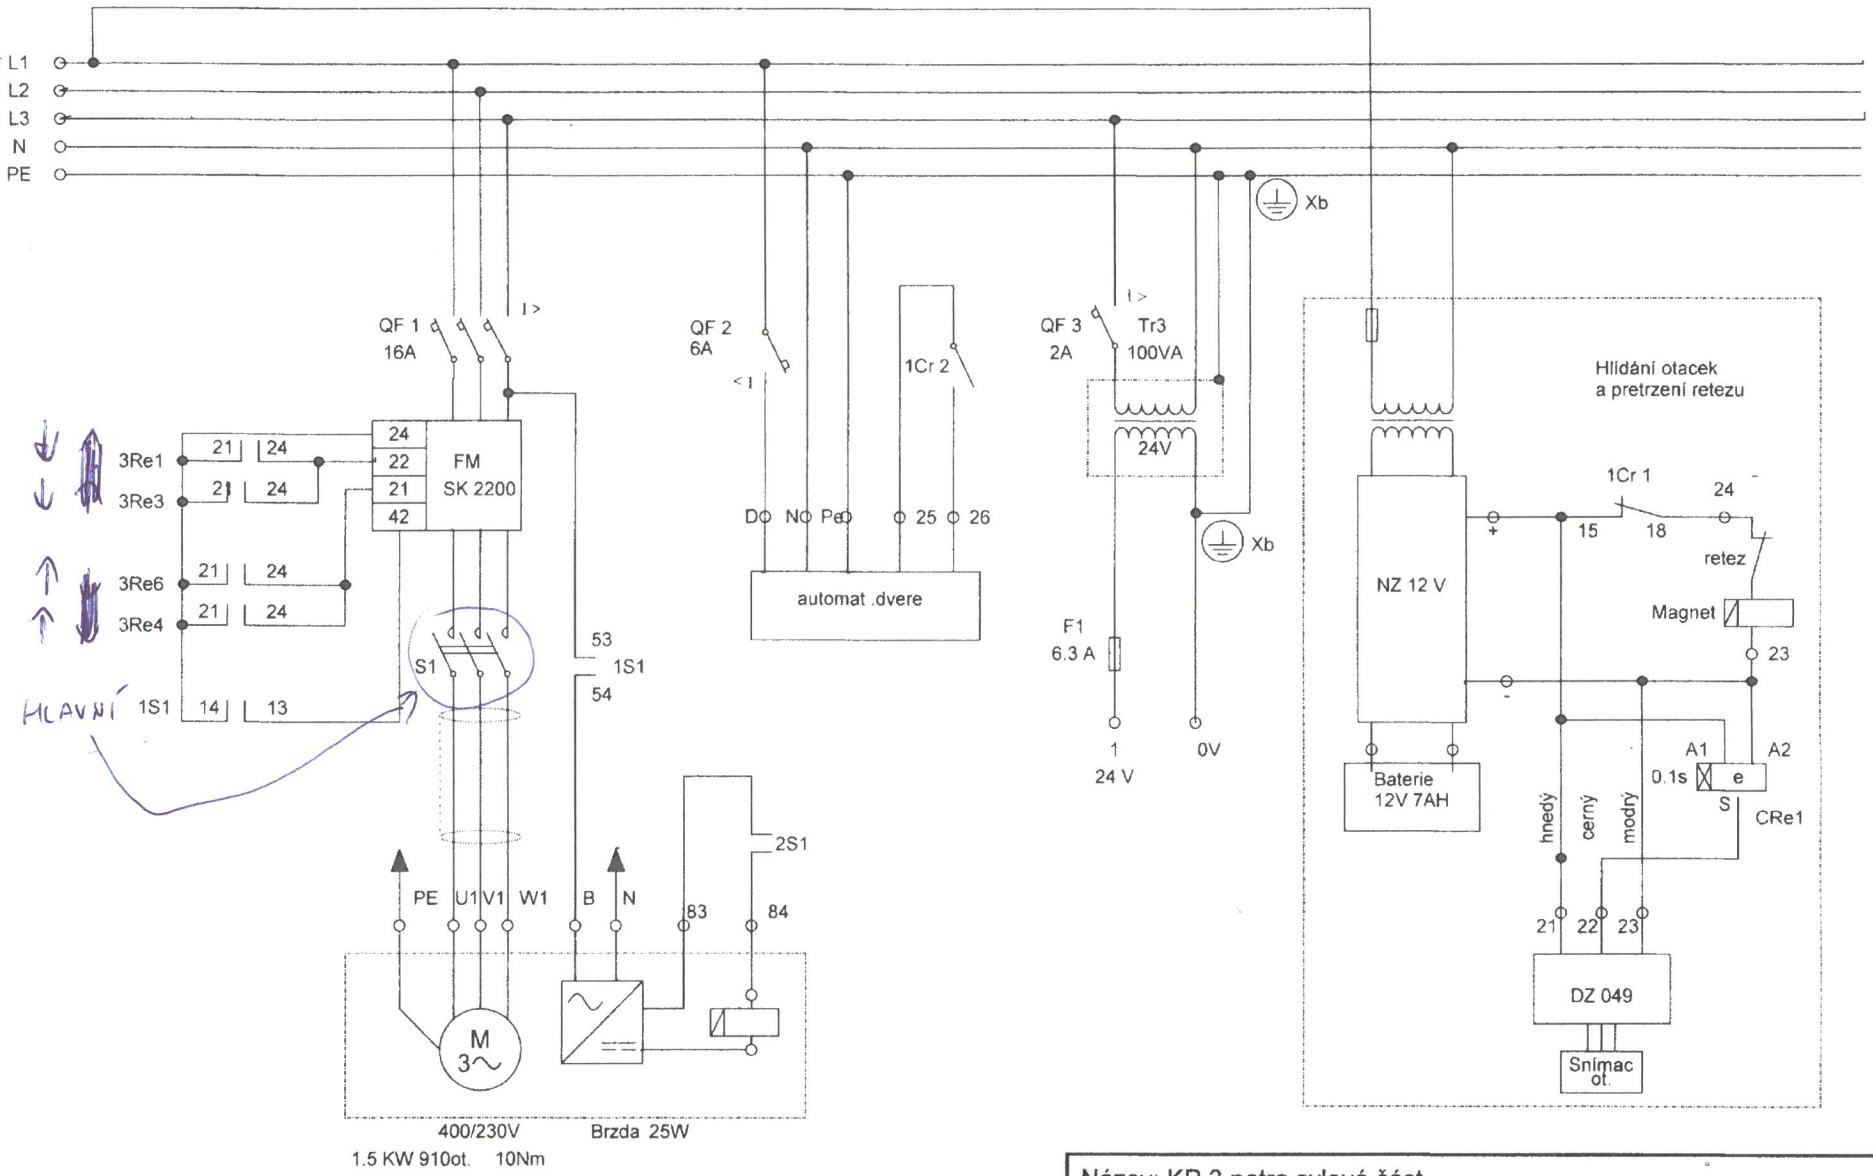 L1
L2
L3
N
PE
Xb
QF 1
16A
I >
QF 2
6A
< I
1Cr 2
QF 3
2A
I >
Tr3
100VA
24V
Hlídání otacek
a pretrzení retezu
3Re1
21
24
3Re3
21
24
24
22
21
42
FM
SK 2200
3Re6
21
24
3Re4
21
24
HLAVNÍ
1S1
14
13
S1
53
1S1
54
D
N
Pe
25
26
automat .dvere
Xb
F1
6.3 A
1
24 V
0V
NZ 12 V
+
-
15
1Cr 1
18
24
-
retez
Magnet
23
Baterie
12V 7AH
A1
A2
0.1s
e
S
CRe1
hnedý
cerný
modrý
21
22
23
DZ 049
Snímac
ot.
2S1
PE
U1
V1
W1
B
N
83
84
M
3
400/230V
Brzda 25W
1.5 KW 910ot. 10Nm